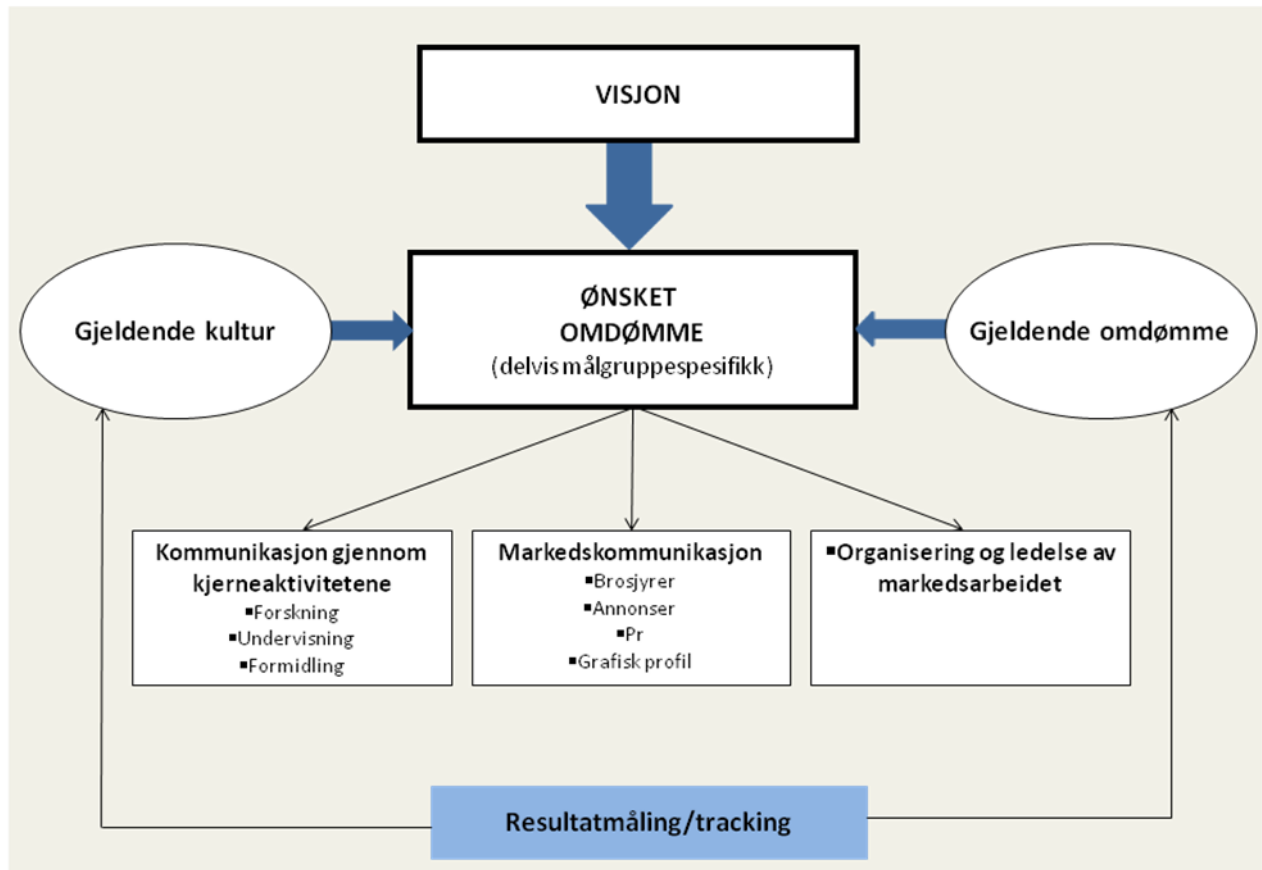 VISJON
ØNSKET
OMDØMME
(delvis målgruppespesifikk)
Gjeldende kultur
Gjeldende omdømme
Kommunikasjon gjennom
kjerneaktivitetene
▪Forskning
▪Undervisning
▪Formidling
Markedskommunikasjon
▪Brosjyrer
▪Annonser
▪Pr
▪Grafisk profil
▪Organisering og ledelse av
markedsarbeidet
Resultatmåling/tracking